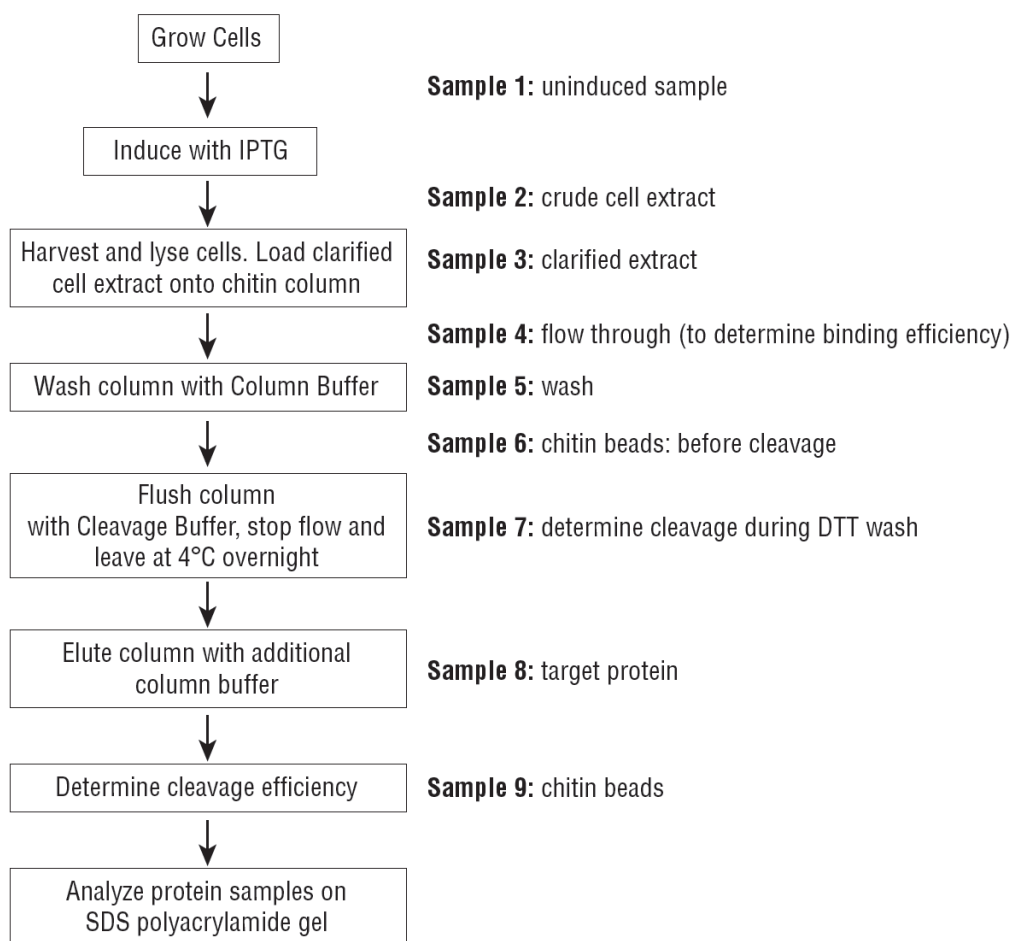 Grow Cells
Sample 1: uninduced sample
Induce with IPTG
Sample 2: crude cell extract
Harvest and lyse cells. Load clarified
cell extract onto chitin column
Sample 3: clarified extract
Sample 4: flow through (to determine binding efficiency)
Wash column with Column Buffer
Sample 5: wash
Sample 6: chitin beads: before cleavage
Flush column
with Cleavage Buffer, stop flow and
leave at 4°C overnight
Sample 7: determine cleavage during DTT wash
Elute column with additional
column buffer
Sample 8: target protein
Determine cleavage efficiency
Sample 9: chitin beads
Analyze protein samples on
SDS polyacrylamide gel